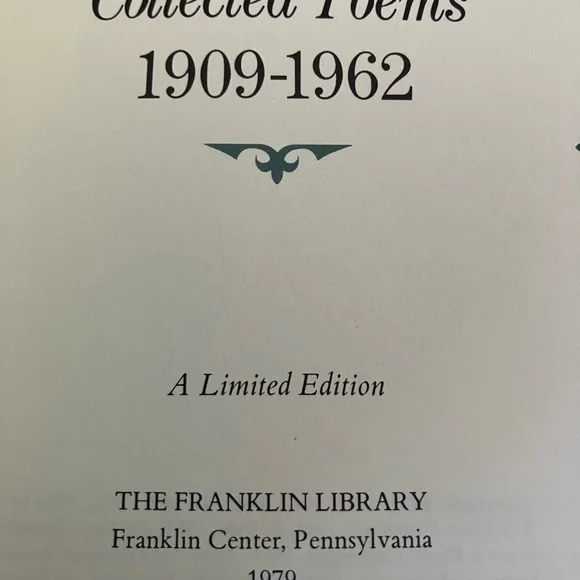 Collected Poems
1909-1962
A Limited Edition
THE FRANKLIN LIBRARY
Franklin Center, Pennsylvania
1979